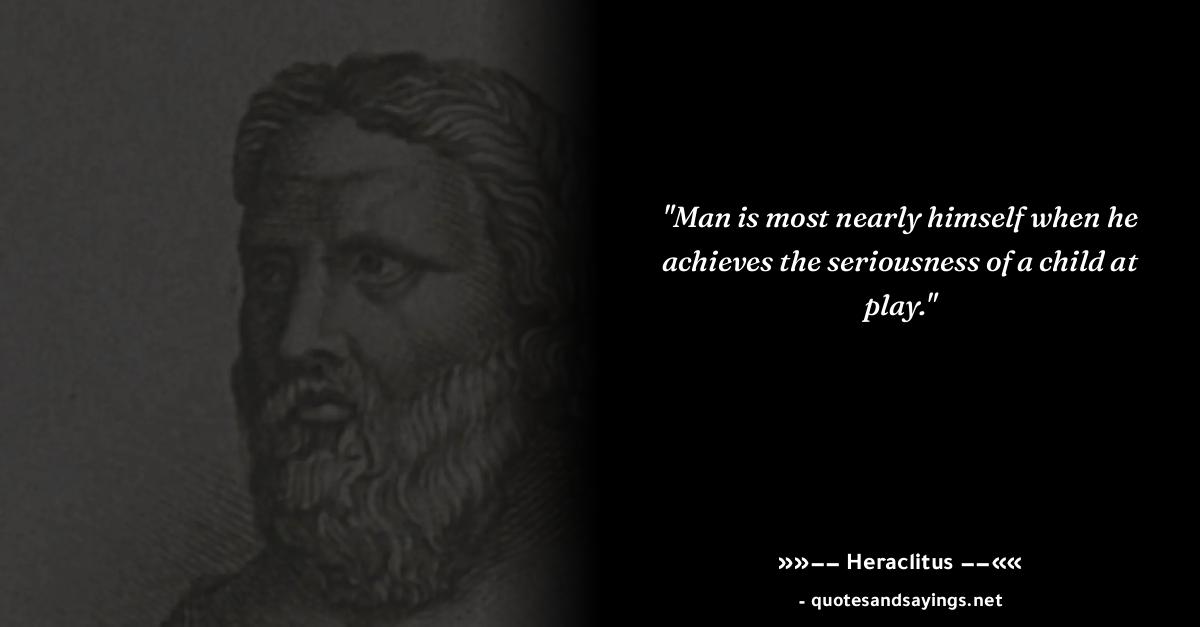 "Man is most nearly himself when he
achieves the seriousness of a child at
play."
»»–– Heraclitus ––««
- quotesandsayings.net